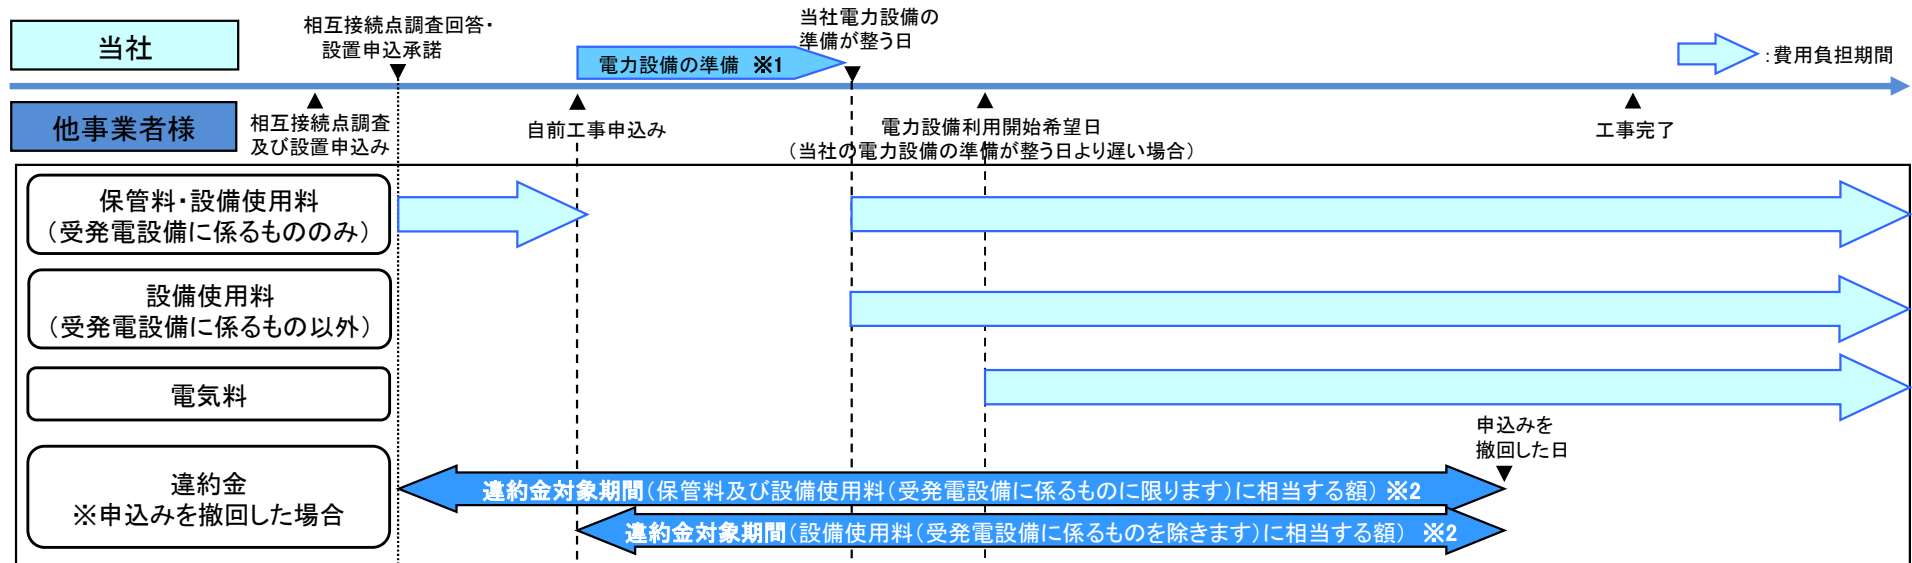 当社
相互接続点調査回答・
設置申込承諾
電力設備の準備 ※1
当社電力設備の
準備が整う日
:費用負担期間
他事業者様
相互接続点調査
及び設置申込み
自前工事申込み
電力設備利用開始希望日
(当社の電力設備の準備が整う日より遅い場合)
工事完了
保管料・設備使用料
(受発電設備に係るもののみ)
設備使用料
(受発電設備に係るもの以外)
電気料
申込みを
撤回した日
違約金
※申込みを撤回した場合
違約金対象期間(保管料及び設備使用料(受発電設備に係るものに限ります)に相当する額) ※2
違約金対象期間(設備使用料(受発電設備に係るものを除きます)に相当する額) ※2